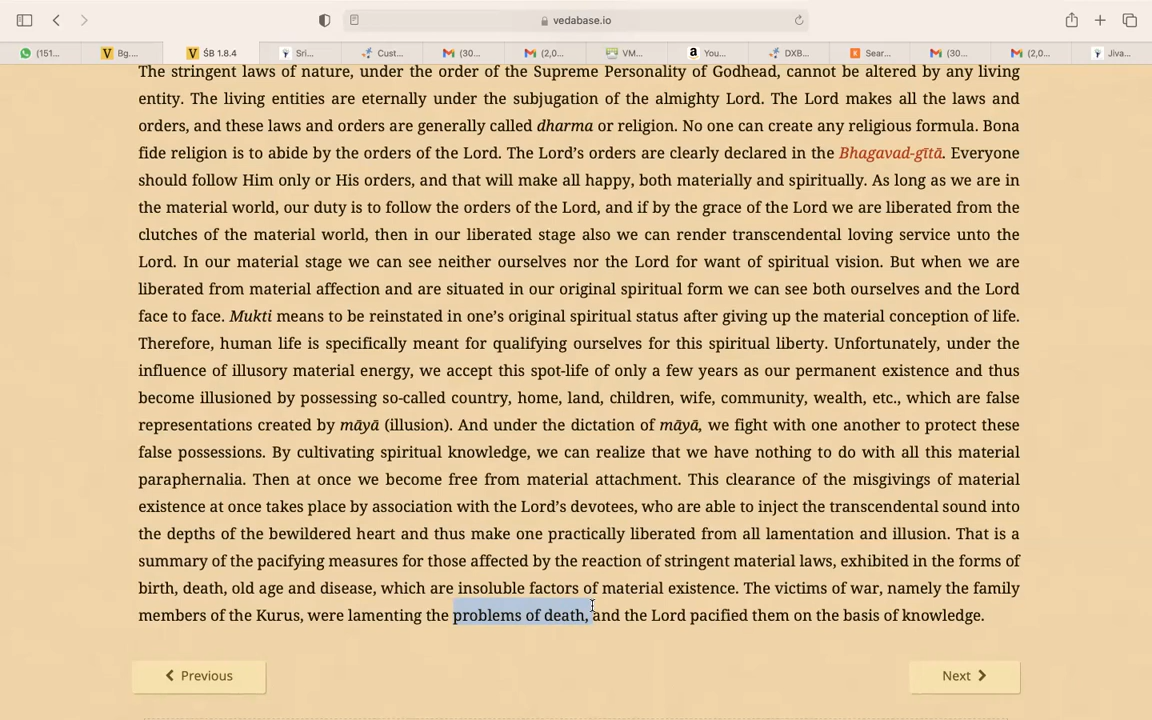 vedabase.io
(151...
Bg....
ŚB 1.8.4
Sri...
Cust...
(30...
(2,0...
VM...
You...
DXB...
Sear...
(30...
(2,0...
Jiva...
The stringent laws of nature, under the order of the Supreme Personality of Godhead, cannot be altered by any living
entity. The living entities are eternally under the subjugation of the almighty Lord. The Lord makes all the laws and
orders, and these laws and orders are generally called dharma or religion. No one can create any religious formula. Bona
fide religion is to abide by the orders of the Lord. The Lord’s orders are clearly declared in the Bhagavad-gītā. Everyone
should follow Him only or His orders, and that will make all happy, both materially and spiritually. As long as we are in
the material world, our duty is to follow the orders of the Lord, and if by the grace of the Lord we are liberated from the
clutches of the material world, then in our liberated stage also we can render transcendental loving service unto the
Lord. In our material stage we can see neither ourselves nor the Lord for want of spiritual vision. But when we are
liberated from material affection and are situated in our original spiritual form we can see both ourselves and the Lord
face to face. Mukti means to be reinstated in one’s original spiritual status after giving up the material conception of life.
Therefore, human life is specifically meant for qualifying ourselves for this spiritual liberty. Unfortunately, under the
influence of illusory material energy, we accept this spot-life of only a few years as our permanent existence and thus
become illusioned by possessing so-called country, home, land, children, wife, community, wealth, etc., which are false
representations created by māyā (illusion). And under the dictation of māyā, we fight with one another to protect these
false possessions. By cultivating spiritual knowledge, we can realize that we have nothing to do with all this material
paraphernalia. Then at once we become free from material attachment. This clearance of the misgivings of material
existence at once takes place by association with the Lord’s devotees, who are able to inject the transcendental sound into
the depths of the bewildered heart and thus make one practically liberated from all lamentation and illusion. That is a
summary of the pacifying measures for those affected by the reaction of stringent material laws, exhibited in the forms of
birth, death, old age and disease, which are insoluble factors of material existence. The victims of war, namely the family
members of the Kurus, were lamenting the problems of death, and the Lord pacified them on the basis of knowledge.
Previous
Next